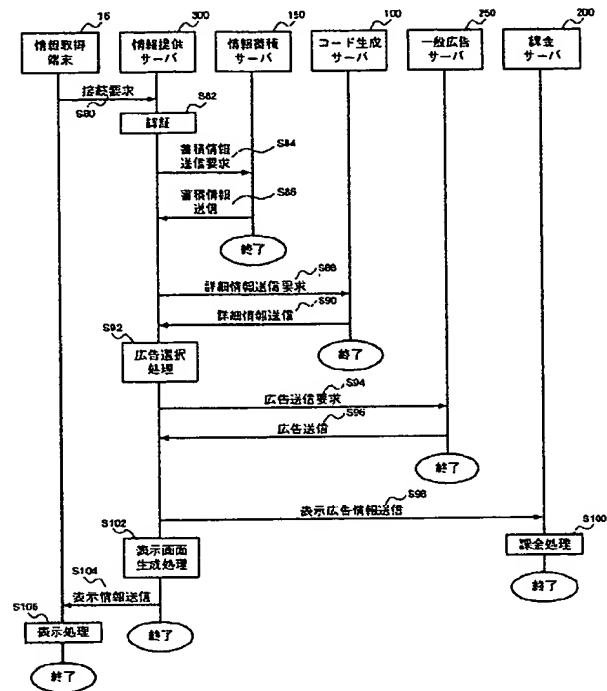 16
300
150
100
250
200
情報取得
端末
情報提供
サーバ
情報蓄積
サーバ
コード生成
サーバ
一般広告
サーバ
課金
サーバ
接続要求
S80
S82
認証
蓄積情報
送信要求
S84
蓄積情報
送信
S86
終了
詳細情報送信要求
S88
詳細情報送信
S90
終了
S92
広告選択
処理
広告送信要求
S94
広告送信
S96
終了
表示広告情報送信
S98
S100
課金処理
終了
S102
表示画面
生成処理
S104
表示情報送信
S106
表示処理
終了
終了